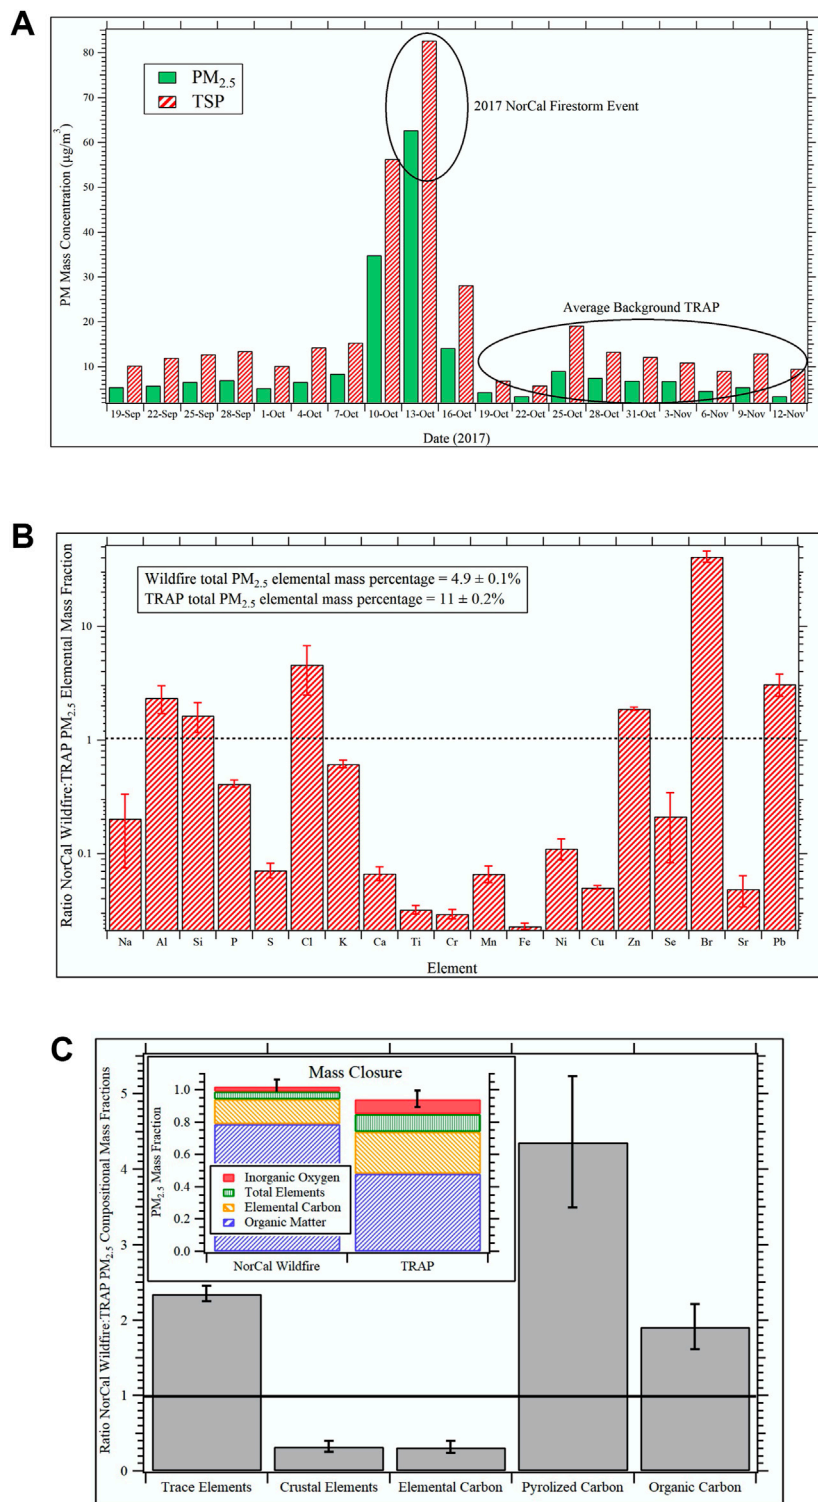 A
PM2.5
TSP
2017 NorCal Firestorm Event
Average Background TRAP
PM Mass Concentration (μg/m³)
80
70
60
50
40
30
20
10
19-Sep 22-Sep 25-Sep 28-Sep 1-Oct 4-Oct 7-Oct 10-Oct 13-Oct 16-Oct 19-Oct 22-Oct 25-Oct 28-Oct 31-Oct 3-Nov 6-Nov 9-Nov 12-Nov
Date (2017)
B
Wildfire total PM2.5 elemental mass percentage = 4.9 ± 0.1%
TRAP total PM2.5 elemental mass percentage = 11 ± 0.2%
Ratio NorCal Wildfire:TRAP PM2.5 Elemental Mass Fraction
10
1
0.1
Na Al Si P S Cl K Ca Ti Cr Mn Fe Ni Cu Zn Se Br Sr Pb
Element
C
Ratio NorCal Wildfire:TRAP PM2.5 Compositional Mass Fractions
5
4
3
2
1
0
Mass Closure
PM2.5 Mass Fraction
1.0
0.8
0.6
0.4
0.2
0.0
Inorganic Oxygen
Total Elements
Elemental Carbon
Organic Matter
NorCal Wildfire TRAP
Trace Elements Crustal Elements Elemental Carbon Pyrolized Carbon Organic Carbon